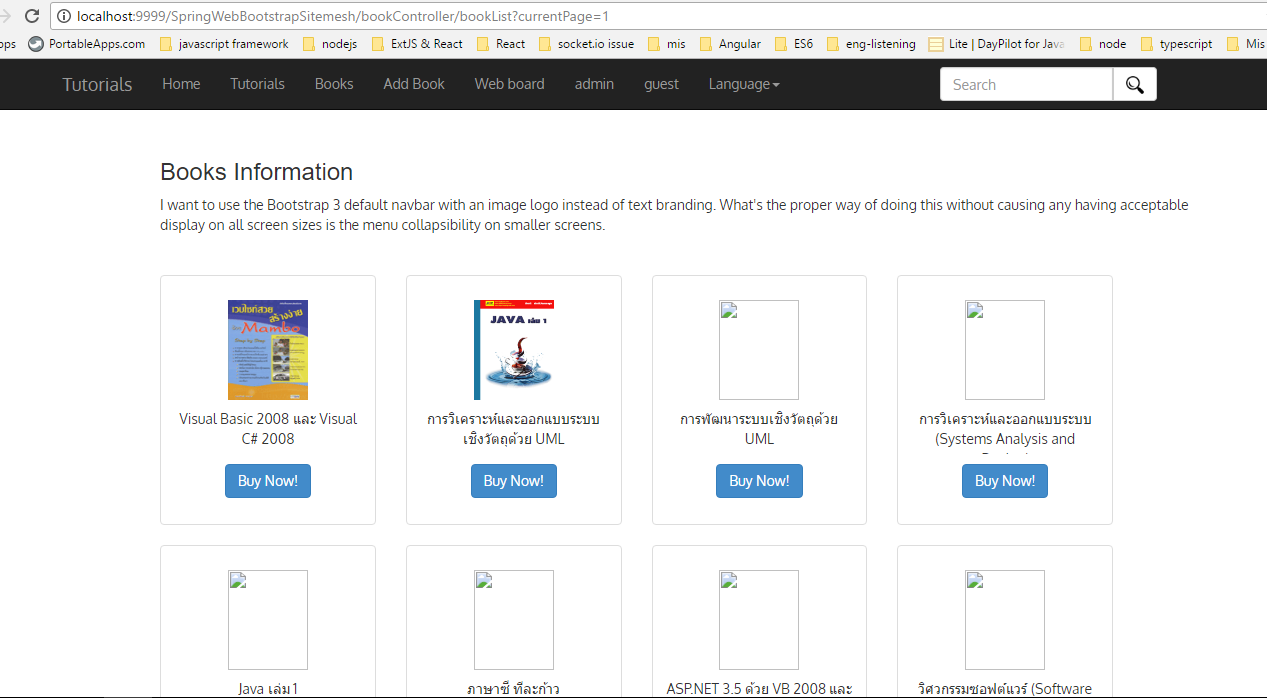 localhost:9999/SpringWebBootstrapSitemesh/bookController/bookList?currentPage=1
pps PortableApps.com javascript framework nodejs ExtJS & React React socket.io issue mis Angular ES6 eng-listening Lite | DayPilot for Java node typescript Mis
Tutorials Home Tutorials Books Add Book Web board admin guest Language Search
Books Information
I want to use the Bootstrap 3 default navbar with an image logo instead of text branding. What's the proper way of doing this without causing any having acceptable
display on all screen sizes is the menu collapsibility on smaller screens.
เว็บไซท์สวย
สร้างง่าย
Mambo
Visual Basic 2008 และ Visual
C# 2008
Buy Now!
JAVA เล่ม 1
การวิเคราะห์และออกแบบระบบ
เชิงวัตถุด้วย UML
Buy Now!
การพัฒนาระบบเชิงวัตถุด้วย
UML
Buy Now!
การวิเคราะห์และออกแบบระบบ
(Systems Analysis and
Buy Now!
Java เล่ม 1
ภาษาซี ทีละก้าว
ASP.NET 3.5 ด้วย VB 2008 และ
วิศวกรรมซอฟต์แวร์ (Software